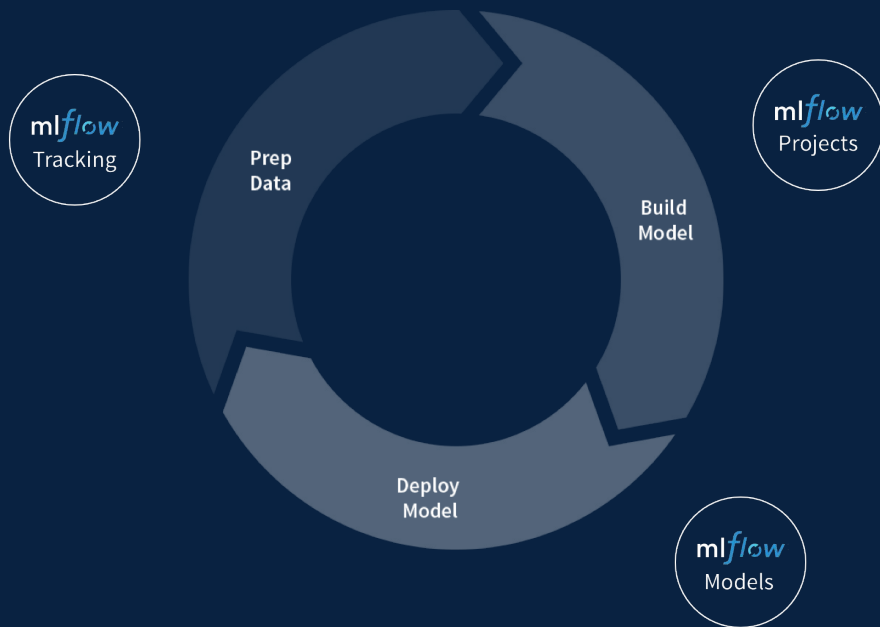 mlflow
Tracking
Prep
Data
mlflow
Projects
Build
Model
Deploy
Model
mlflow
Models